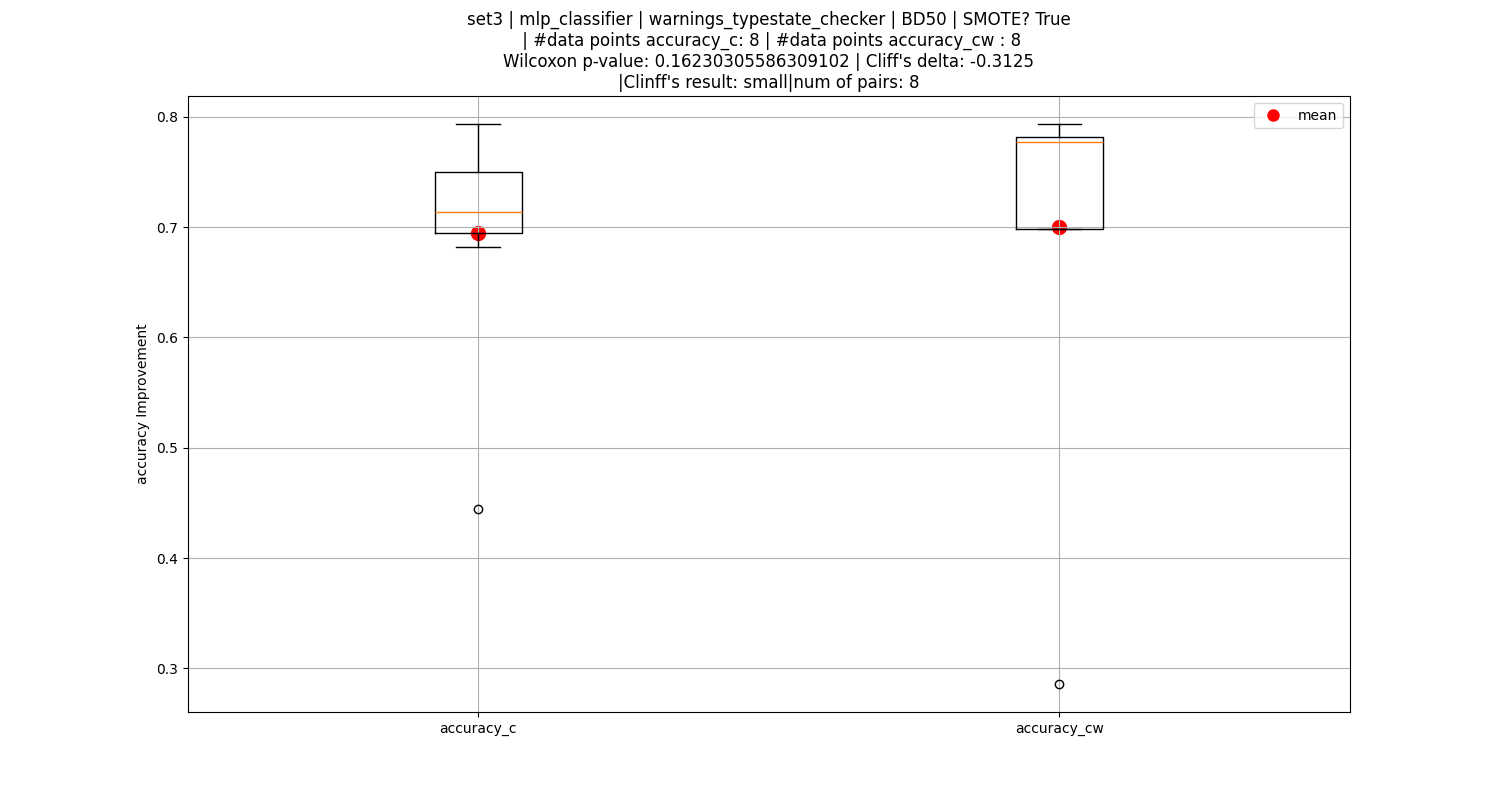 set3 | mlp_classifier | warnings_typestate_checker | BD50 | SMOTE? True
| #data points accuracy_c: 8 | #data points accuracy_cw : 8
Wilcoxon p-value: 0.16230305586309102 | Cliff's delta: -0.3125
|Clinff's result: small|num of pairs: 8
mean
0.8
0.7
0.6
0.5
0.4
0.3
accuracy Improvement
accuracy_c
accuracy_cw